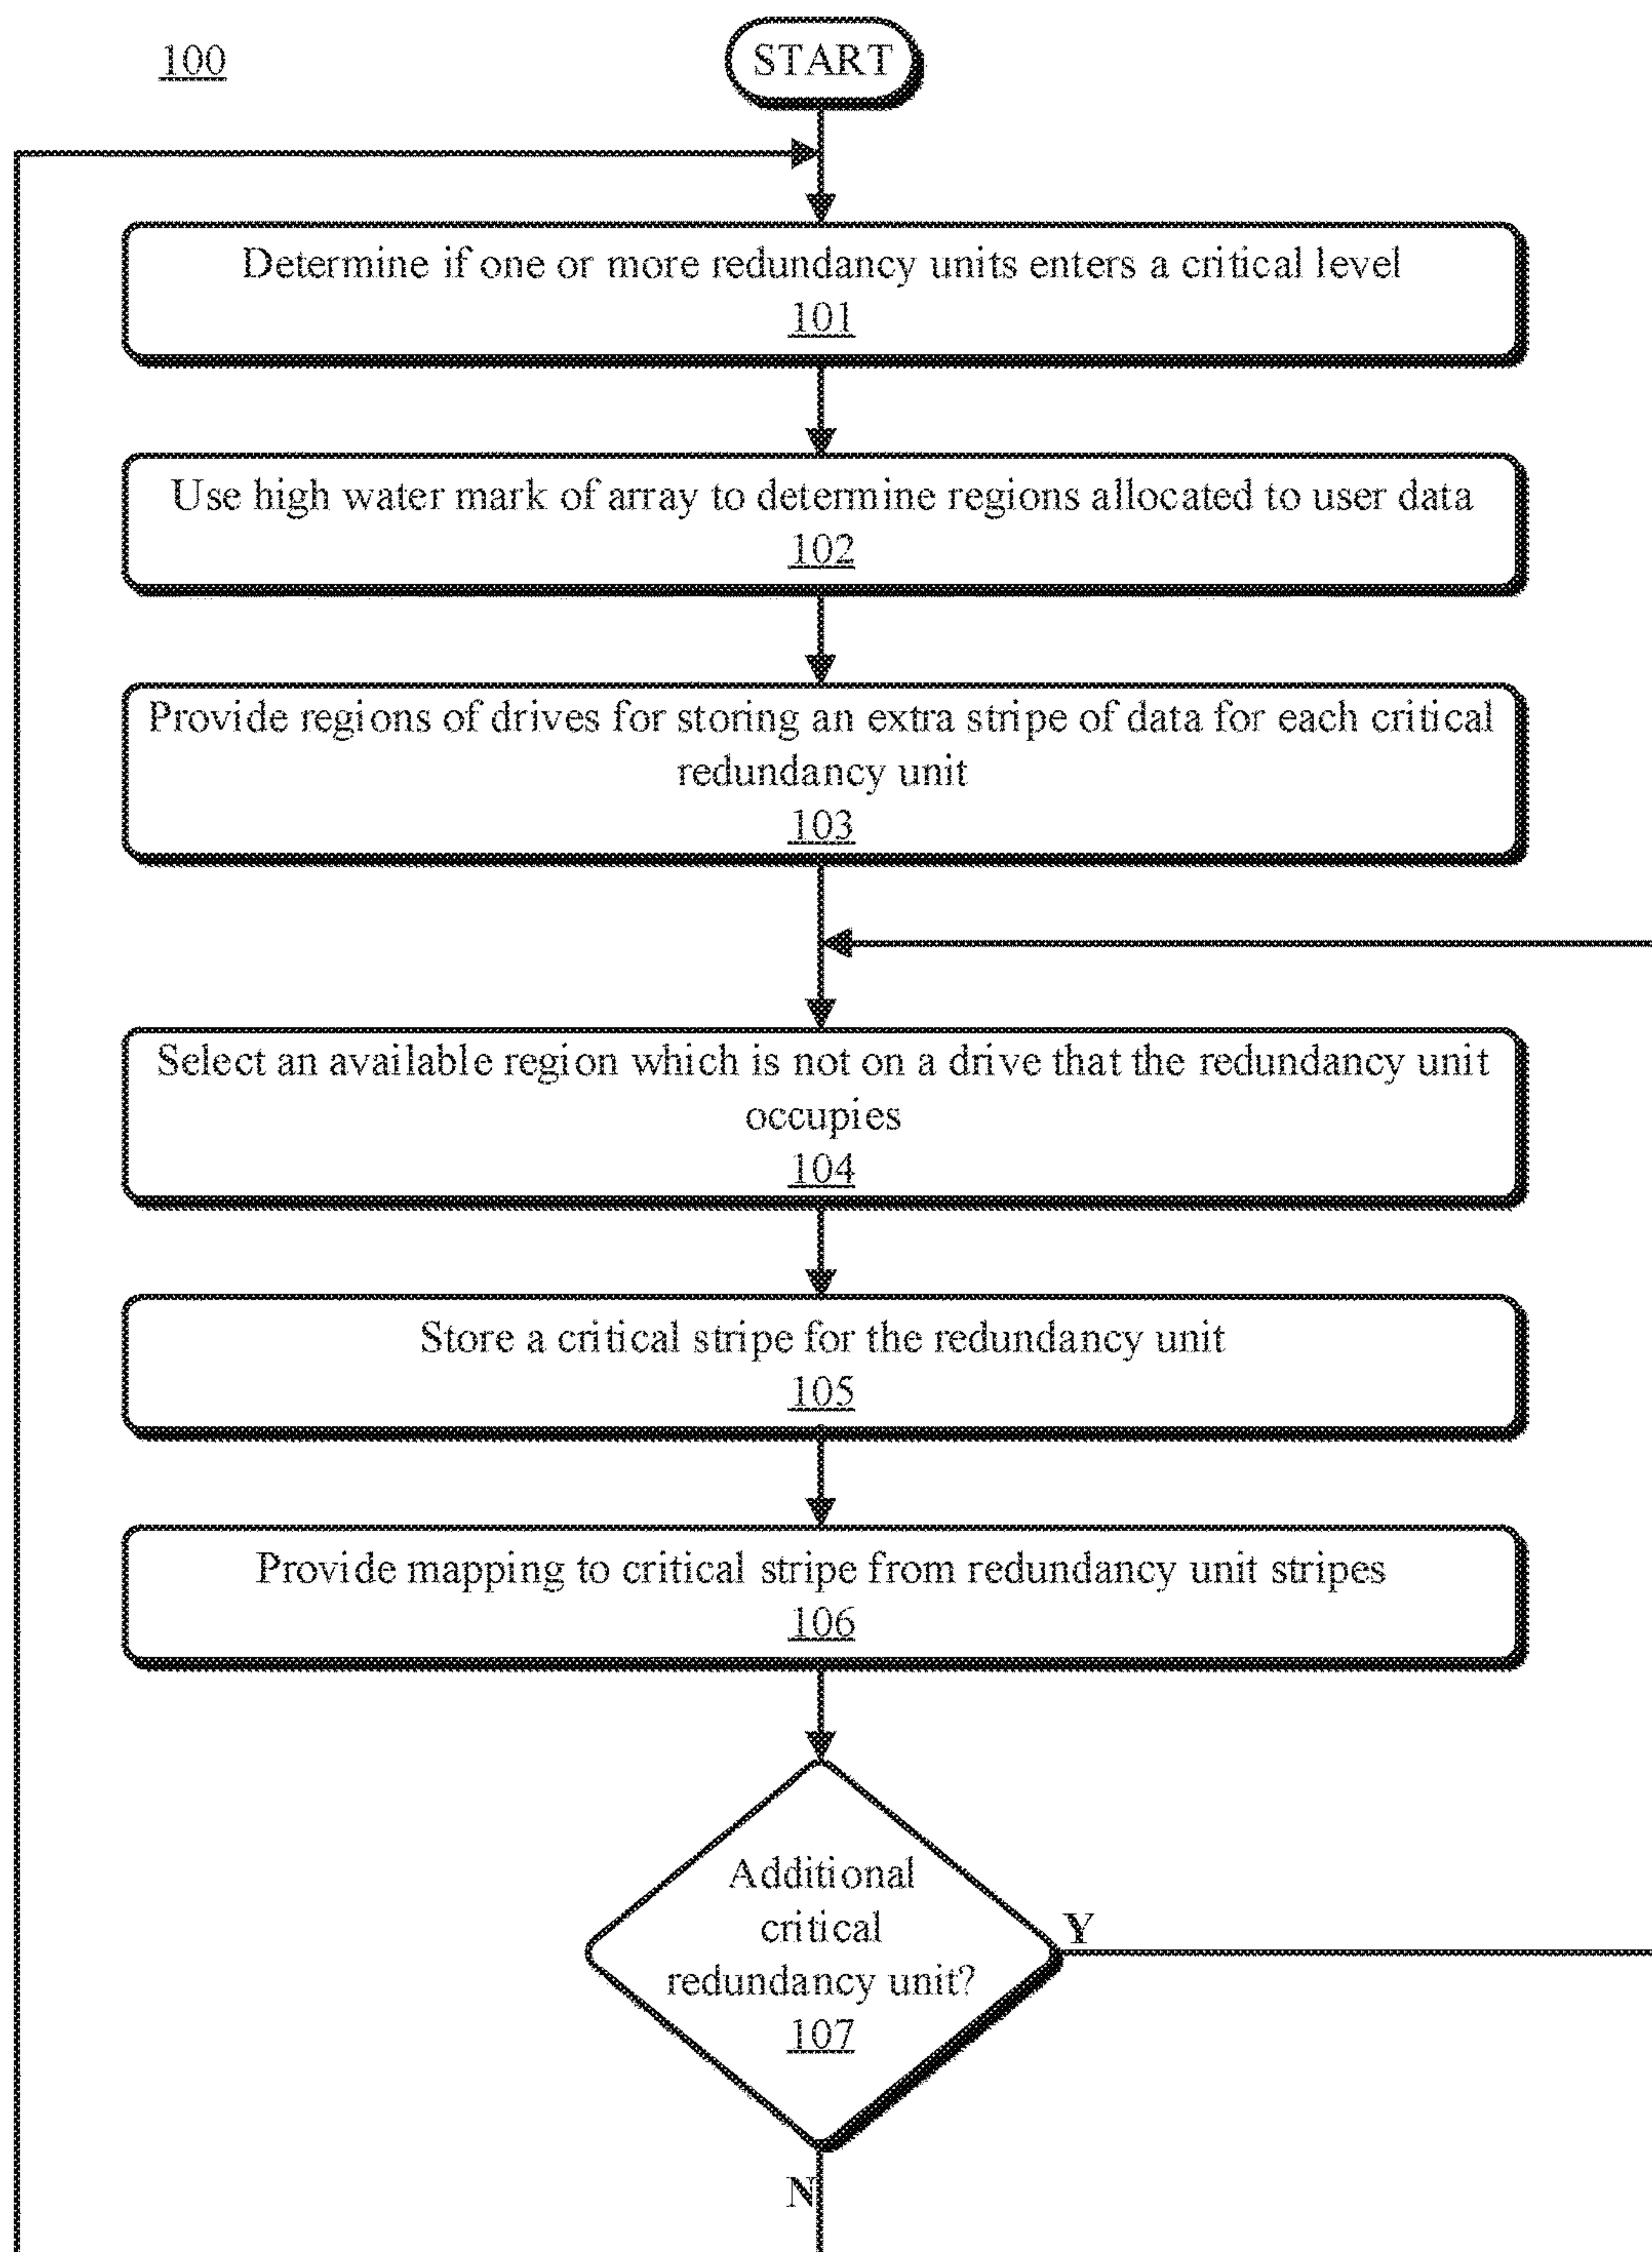 100
START
Determine if one or more redundancy units enters a critical level
101
Use high water mark of array to determine regions allocated to user data
102
Provide regions of drives for storing an extra stripe of data for each critical
redundancy unit
103
Select an available region which is not on a drive that the redundancy unit
occupies
104
Store a critical stripe for the redundancy unit
105
Provide mapping to critical stripe from redundancy unit stripes
106
Additional
critical
redundancy unit?
107
Y
N